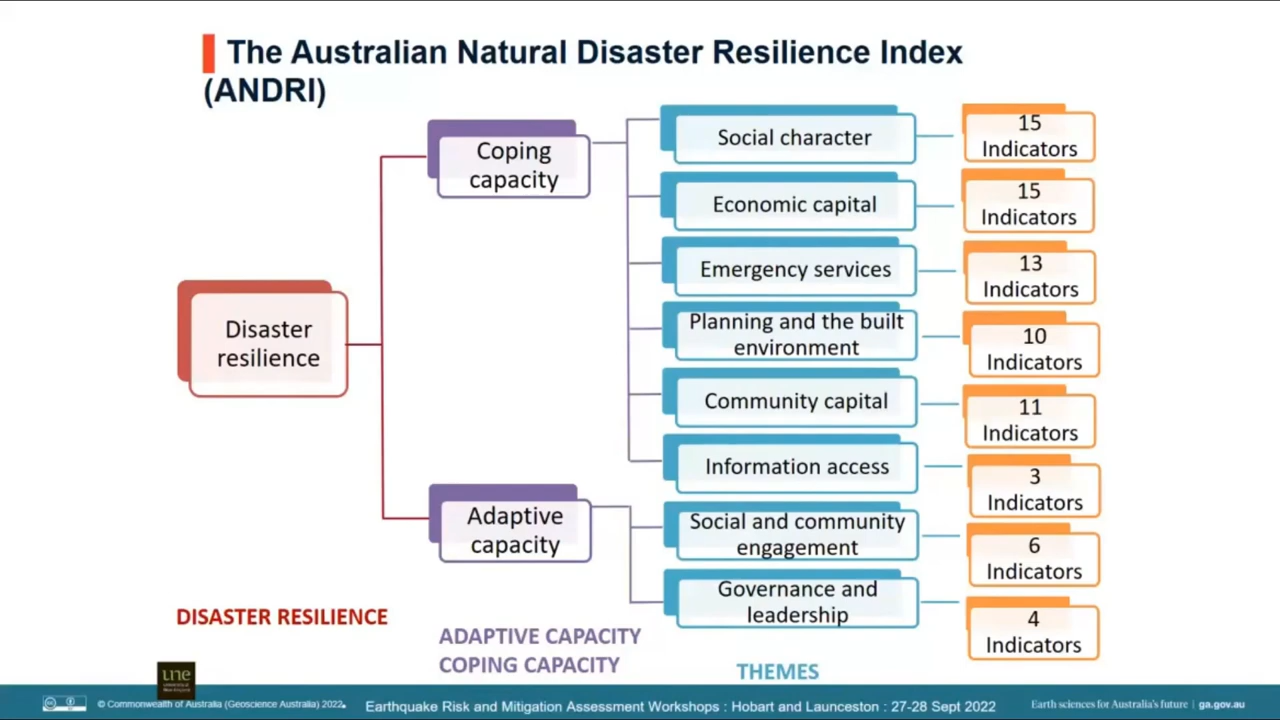 The Australian Natural Disaster Resilience Index
(ANDRI)
Disaster
resilience
Coping
capacity
Adaptive
capacity
Social character
15
Indicators
Economic capital
15
Indicators
Emergency services
13
Indicators
Planning and the built
environment
10
Indicators
Community capital
11
Indicators
Information access
3
Indicators
Social and community
engagement
6
Indicators
Governance and
leadership
4
Indicators
DISASTER RESILIENCE
ADAPTIVE CAPACITY
COPING CAPACITY
THEMES
une
© Commonwealth of Australia (Geoscience Australia) 2022.
Earthquake Risk and Mitigation Assessment Workshops : Hobart and Launceston : 27-28 Sept 2022
Earth sciences for Australia's future | ga.gov.au